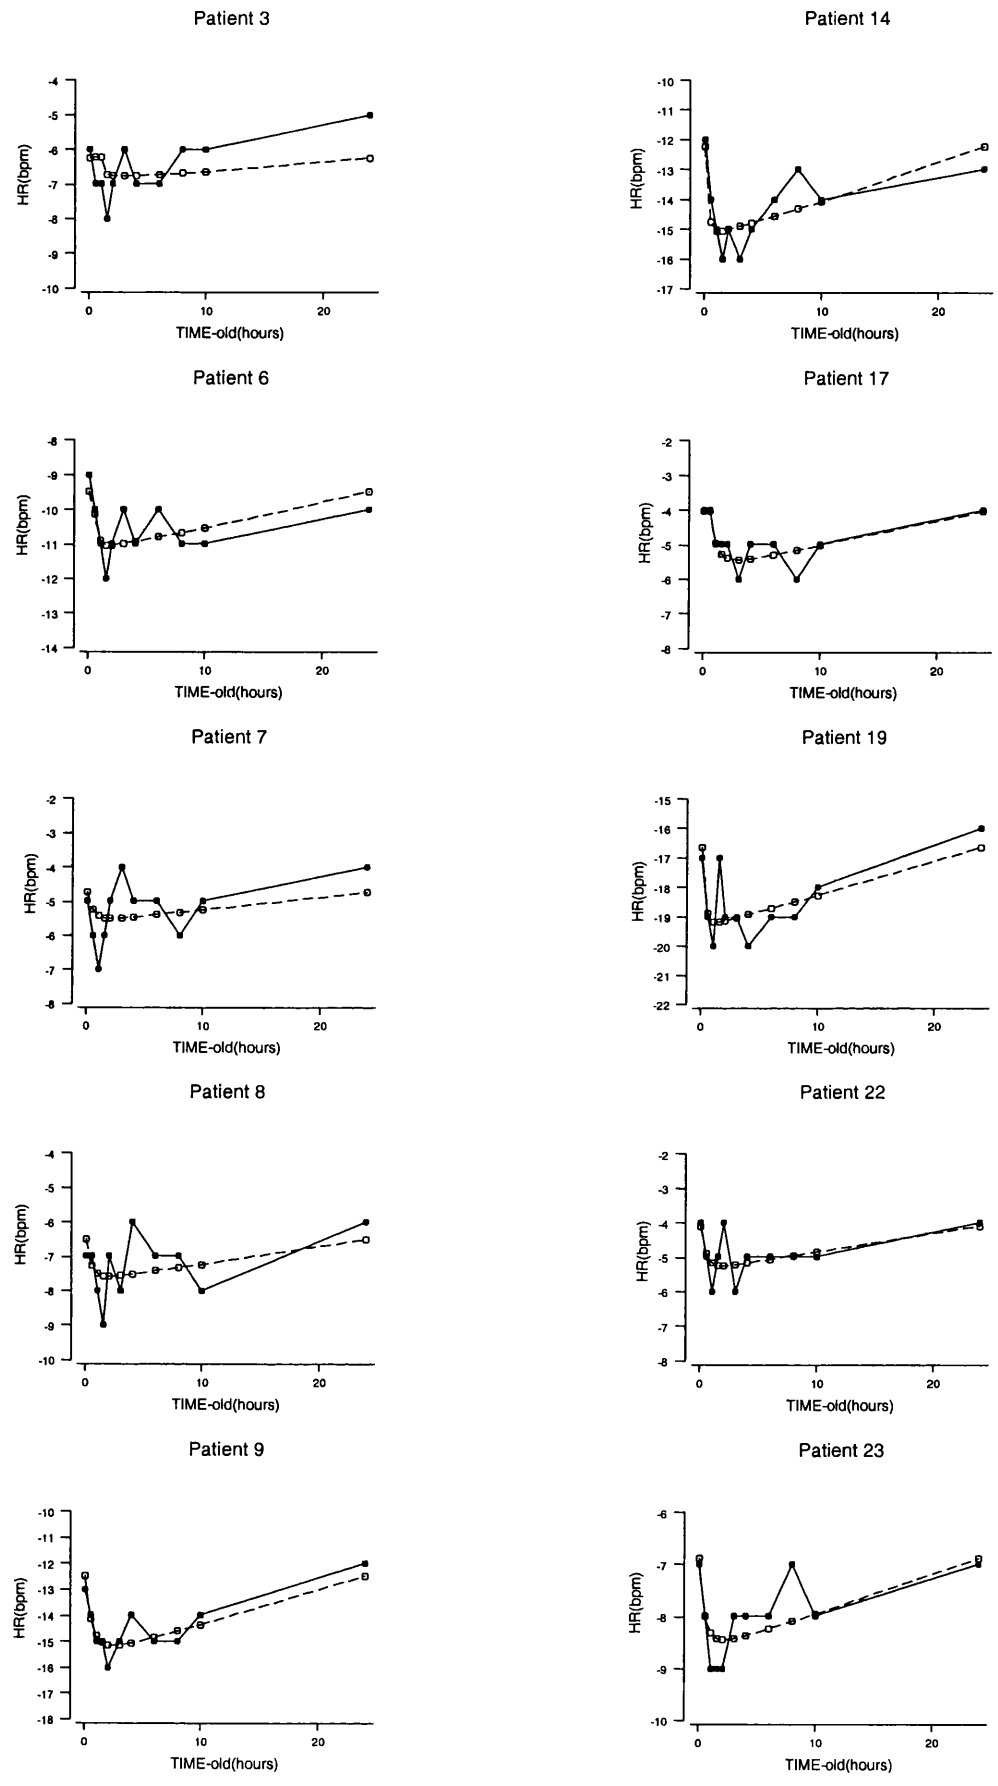 Patient 3
-4
-5
-6
-7
-8
-9
-10
HR(bpm)
0 10 20
TIME-old(hours)
Patient 14
-10
-11
-12
-13
-14
-15
-16
-17
HR(bpm)
0 10 20
TIME-old(hours)
Patient 6
-8
-9
-10
-11
-12
-13
-14
HR(bpm)
0 10 20
TIME-old(hours)
Patient 17
-2
-3
-4
-5
-6
-7
-8
HR(bpm)
0 10 20
TIME-old(hours)
Patient 7
-2
-3
-4
-5
-6
-7
-8
HR(bpm)
0 10 20
TIME-old(hours)
Patient 19
-15
-16
-17
-18
-19
-20
-21
-22
HR(bpm)
0 10 20
TIME-old(hours)
Patient 8
-4
-5
-6
-7
-8
-9
-10
HR(bpm)
0 10 20
TIME-old(hours)
Patient 22
-2
-3
-4
-5
-6
-7
-8
HR(bpm)
0 10 20
TIME-old(hours)
Patient 9
-10
-11
-12
-13
-14
-15
-16
-17
-18
HR(bpm)
0 10 20
TIME-old(hours)
Patient 23
-6
-7
-8
-9
-10
HR(bpm)
0 10 20
TIME-old(hours)